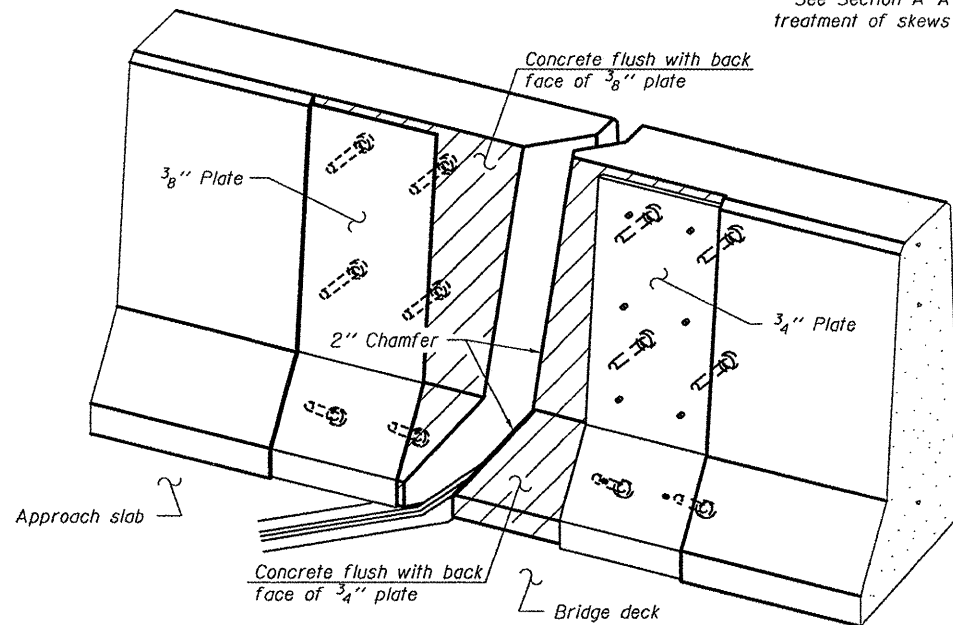 See Section A-A
treatment of skews
Concrete flush with back
face of 3/8" plate
3/8" Plate
2" Chamfer
3/4" Plate
Approach slab
Concrete flush with back
face of 3/4" plate
Bridge deck